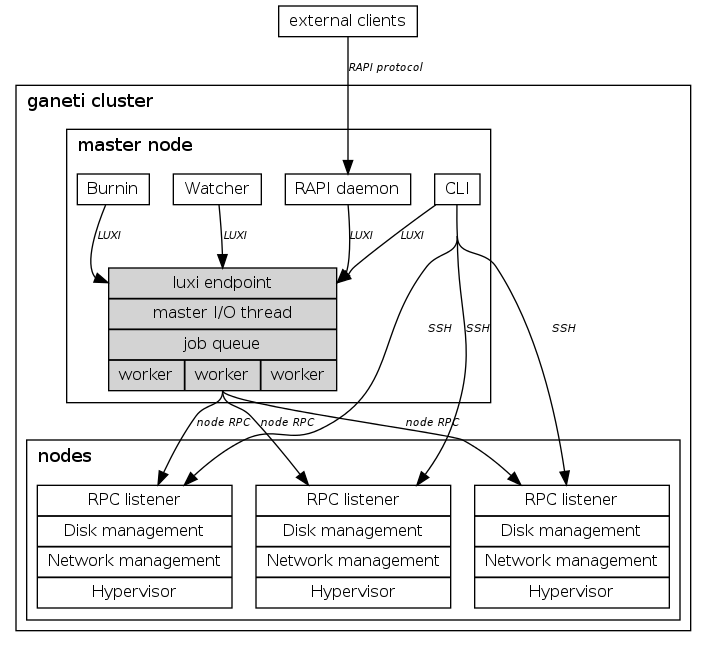 external clients
RAPI protocol
ganeti cluster
master node
Burnin
Watcher
RAPI daemon
CLI
LUXI
LUXI
LUXI
LUXI
luxi endpoint
master I/O thread
job queue
worker
worker
worker
SSH
SSH
SSH
node RPC
node RPC
node RPC
nodes
RPC listener
RPC listener
RPC listener
Disk management
Disk management
Disk management
Network management
Network management
Network management
Hypervisor
Hypervisor
Hypervisor